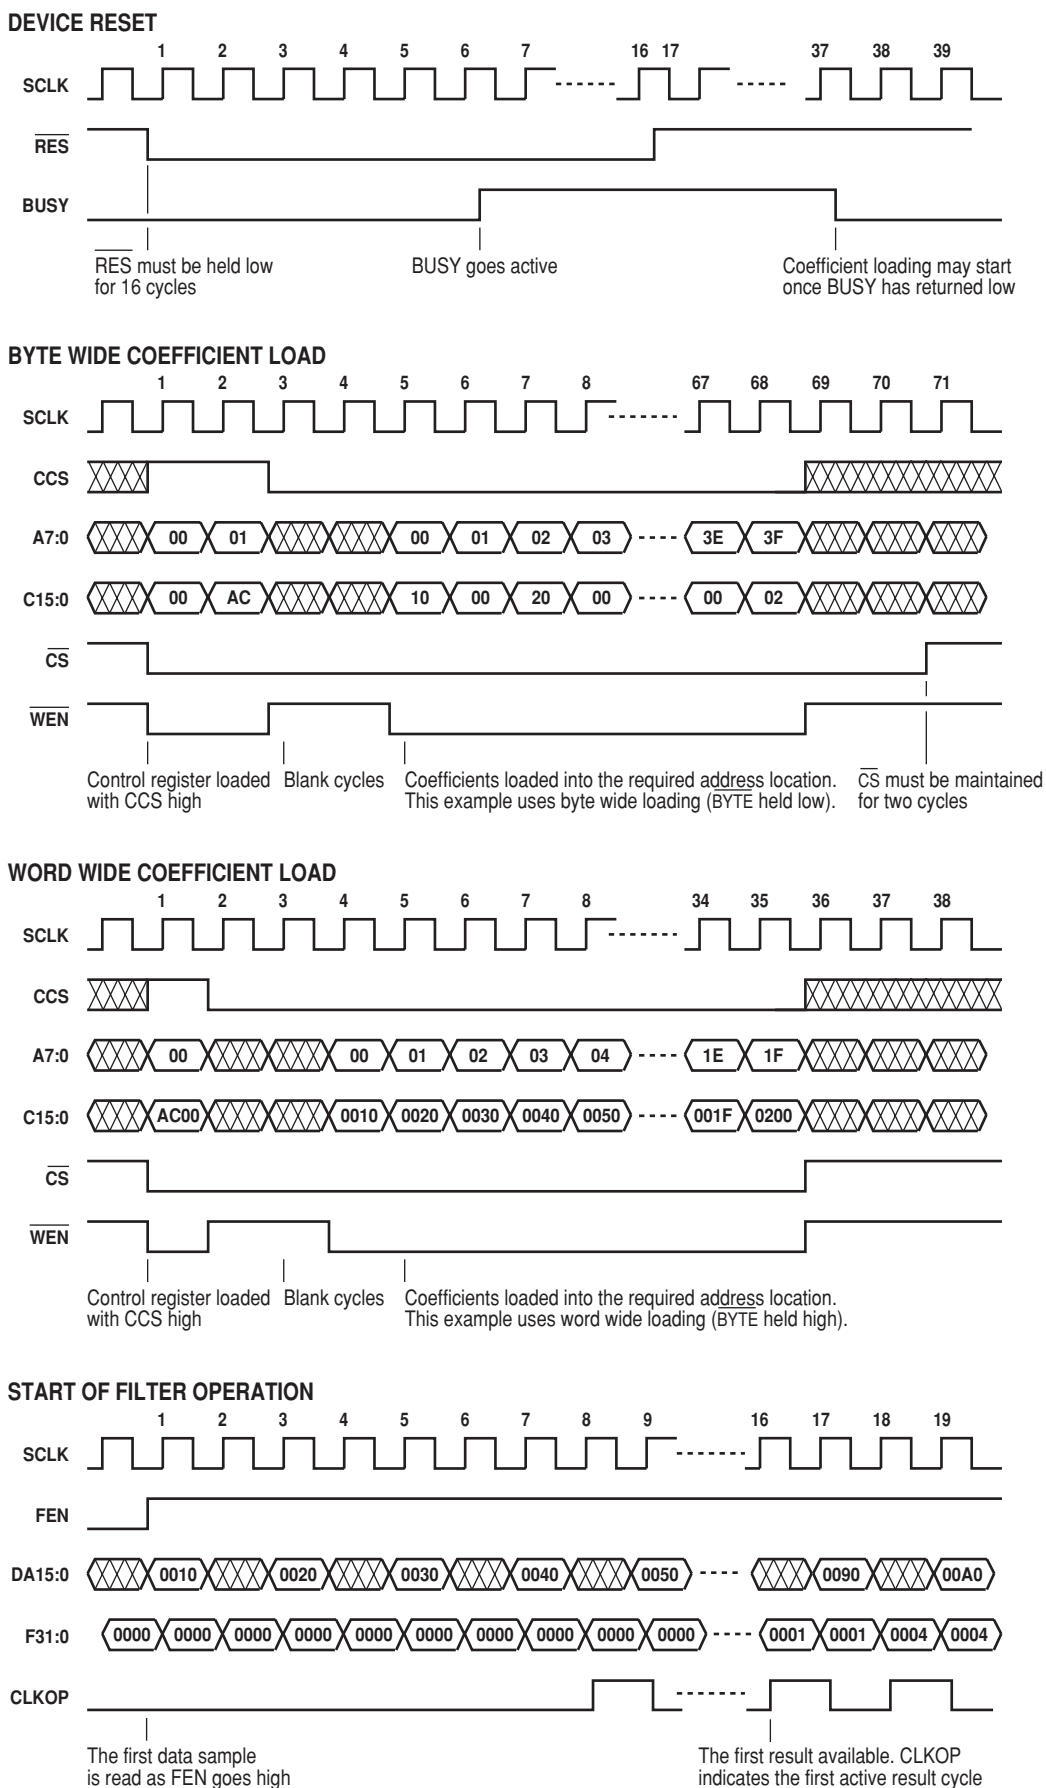 DEVICE RESET
1 2 3 4 5 6 7 16 17 37 38 39
SCLK
RES
BUSY
RES must be held low
for 16 cycles
BUSY goes active
Coefficient loading may start
once BUSY has returned low
BYTE WIDE COEFFICIENT LOAD
1 2 3 4 5 6 7 8 67 68 69 70 71
SCLK
CCS
A7:0 00 01 00 01 02 03 3E 3F
C15:0 00 AC 10 00 20 00 00 02
CS
WEN
Control register loaded
with CCS high
Blank cycles
Coefficients loaded into the required address location.
This example uses byte wide loading (BYTE held low).
CS must be maintained
for two cycles
WORD WIDE COEFFICIENT LOAD
1 2 3 4 5 6 7 8 34 35 36 37 38
SCLK
CCS
A7:0 00 00 01 02 03 04 1E 1F
C15:0 AC00 0010 0020 0030 0040 0050 001F 0200
CS
WEN
Control register loaded
with CCS high
Blank cycles
Coefficients loaded into the required address location.
This example uses word wide loading (BYTE held high).
START OF FILTER OPERATION
1 2 3 4 5 6 7 8 9 16 17 18 19
SCLK
FEN
DA15:0 0010 0020 0030 0040 0050 0090 00A0
F31:0 0000 0000 0000 0000 0000 0000 0000 0000 0000 0000 0001 0001 0004 0004
CLKOP
The first data sample
is read as FEN goes high
The first result available. CLKOP
indicates the first active result cycle